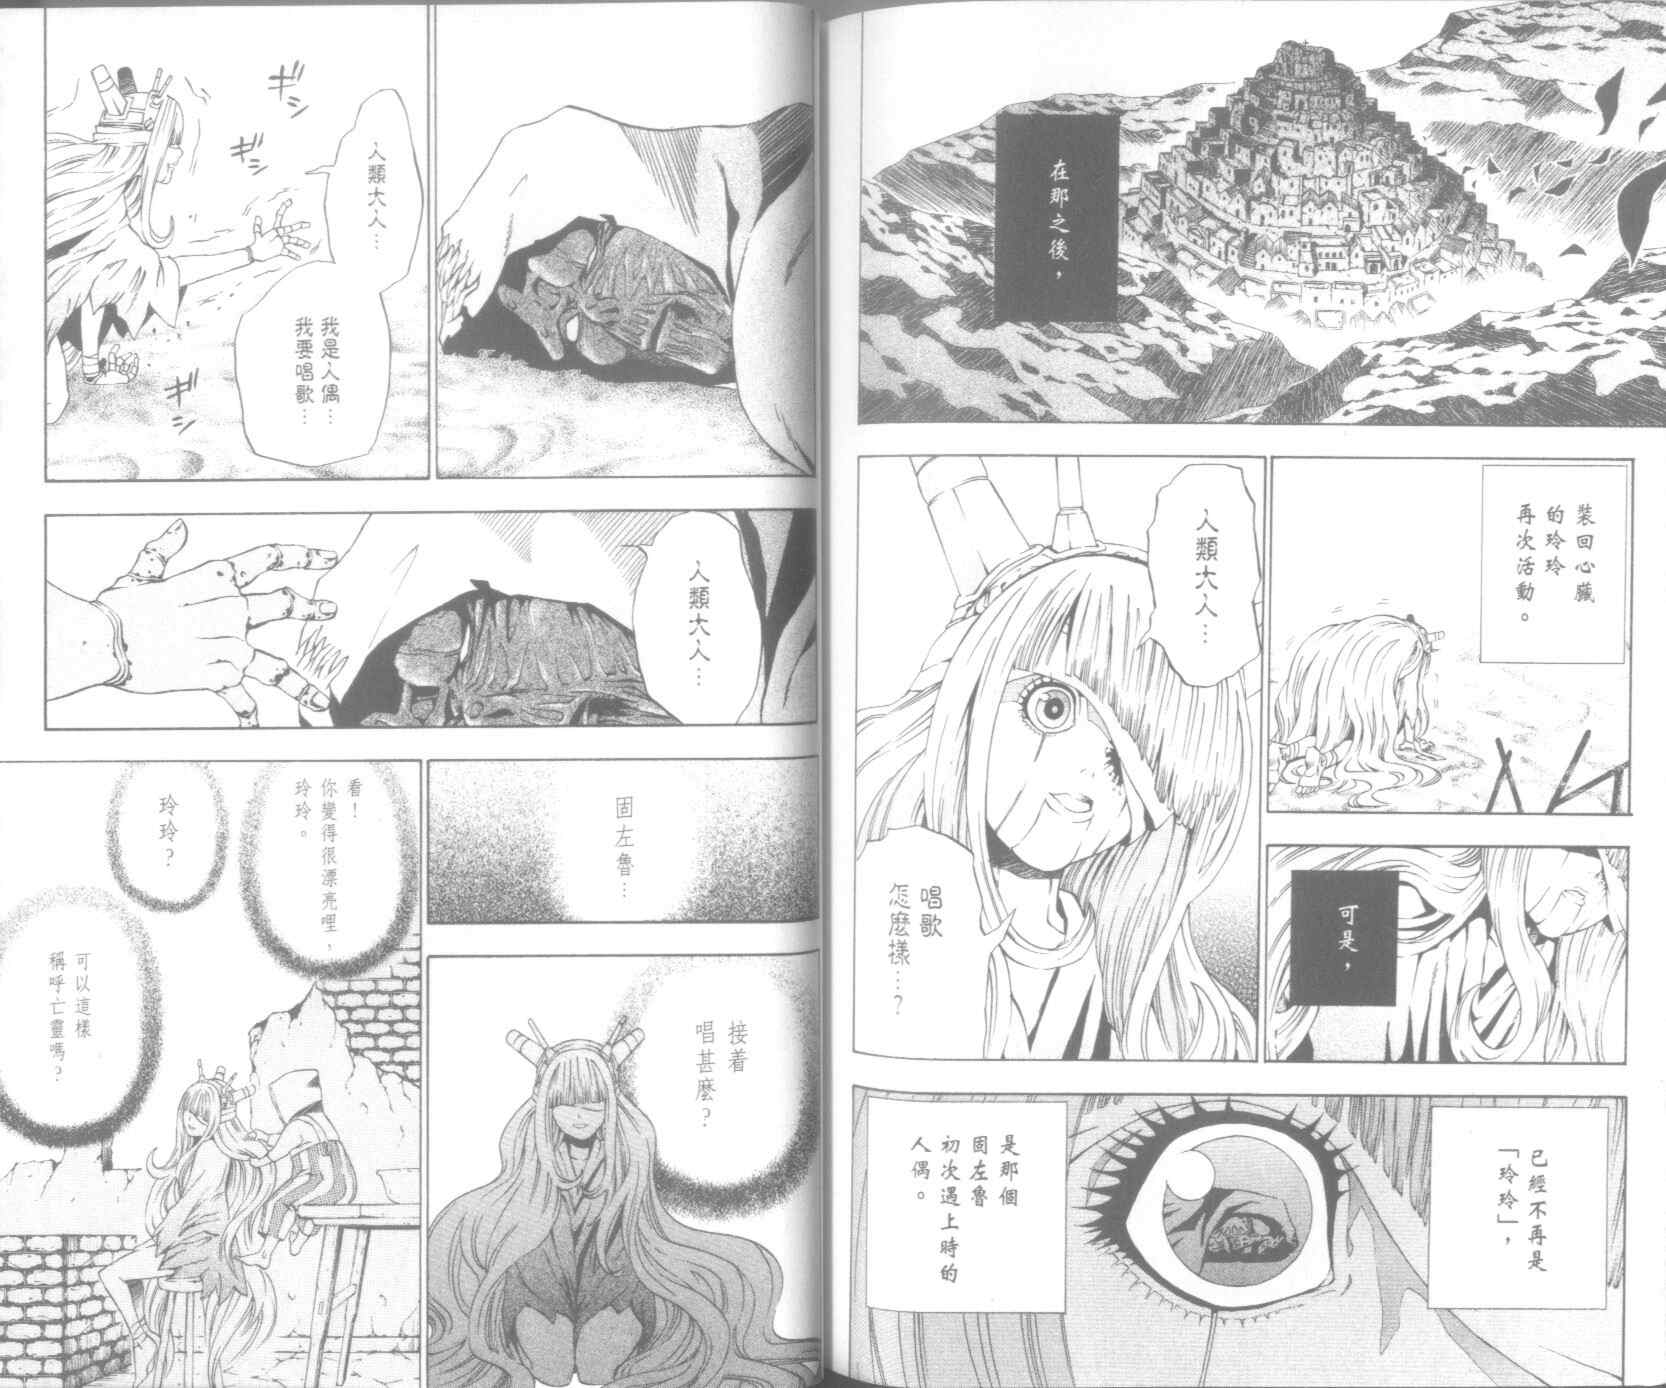 在那之後，
裝回心臟
的玲玲
再次活動。
人類大人…
唱歌
怎麼樣…？
可是，
已經不再是
「玲玲」，
是那個
固左魯
初次遇上時的
人偶。
人類大人…
我是人偶…
我要唱歌…
ギシ
ギシ
ギシ
人類大人…
固左魯…
接着
唱甚麼？
看！
你變得很漂亮哩，
玲玲。
玲玲？
可以這樣
稱呼亡靈嗎？